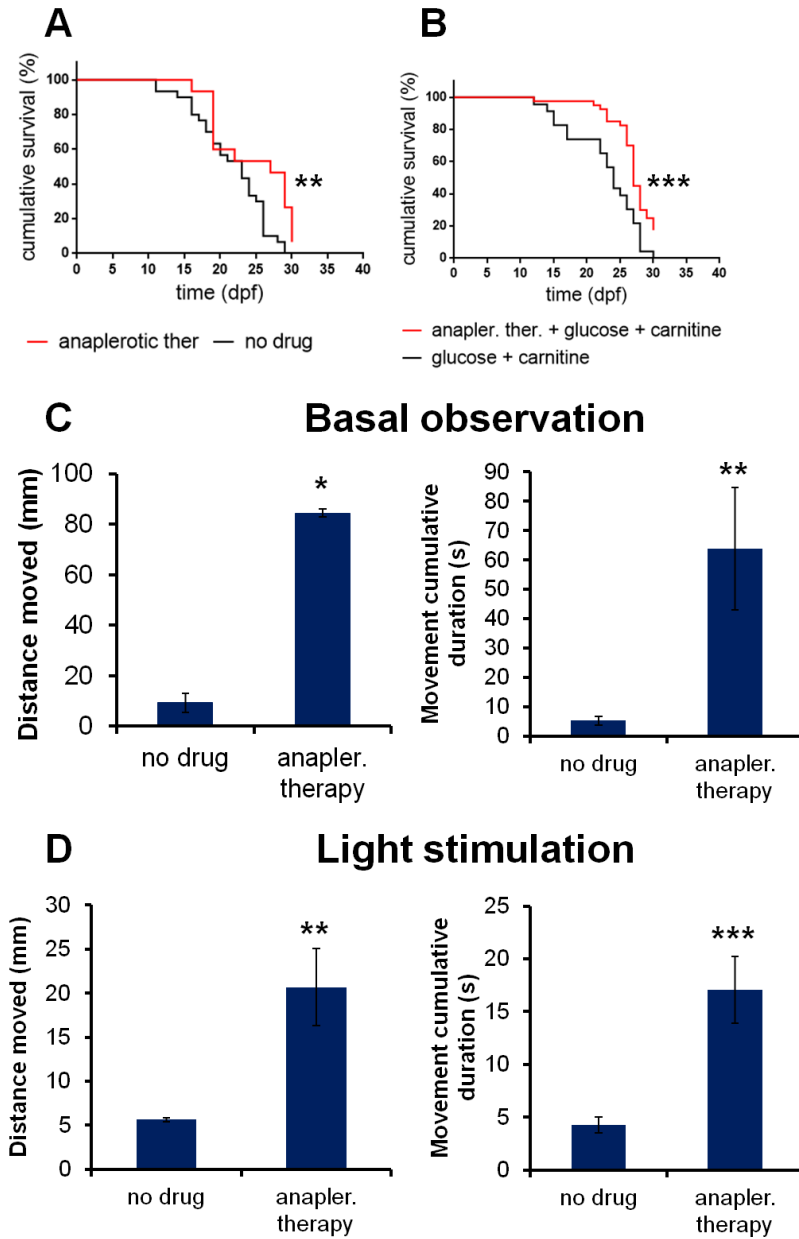 A
cumulative survival (%)
100
80
60
40
20
0
**
0 5 10 15 20 25 30 35 40
time (dpf)
anaplerotic ther no drug
B
cumulative survival (%)
100
80
60
40
20
0
***
0 5 10 15 20 25 30 35 40
time (dpf)
anapler. ther. + glucose + carnitine
glucose + carnitine
C Basal observation
Distance moved (mm)
100
80
60
40
20
0
*
no drug anapler.
therapy
Movement cumulative
duration (s)
90
80
70
60
50
40
30
20
10
0
**
no drug anapler.
therapy
D Light stimulation
Distance moved (mm)
30
25
20
15
10
5
0
**
no drug anapler.
therapy
Movement cumulative
duration (s)
25
20
15
10
5
0
***
no drug anapler.
therapy